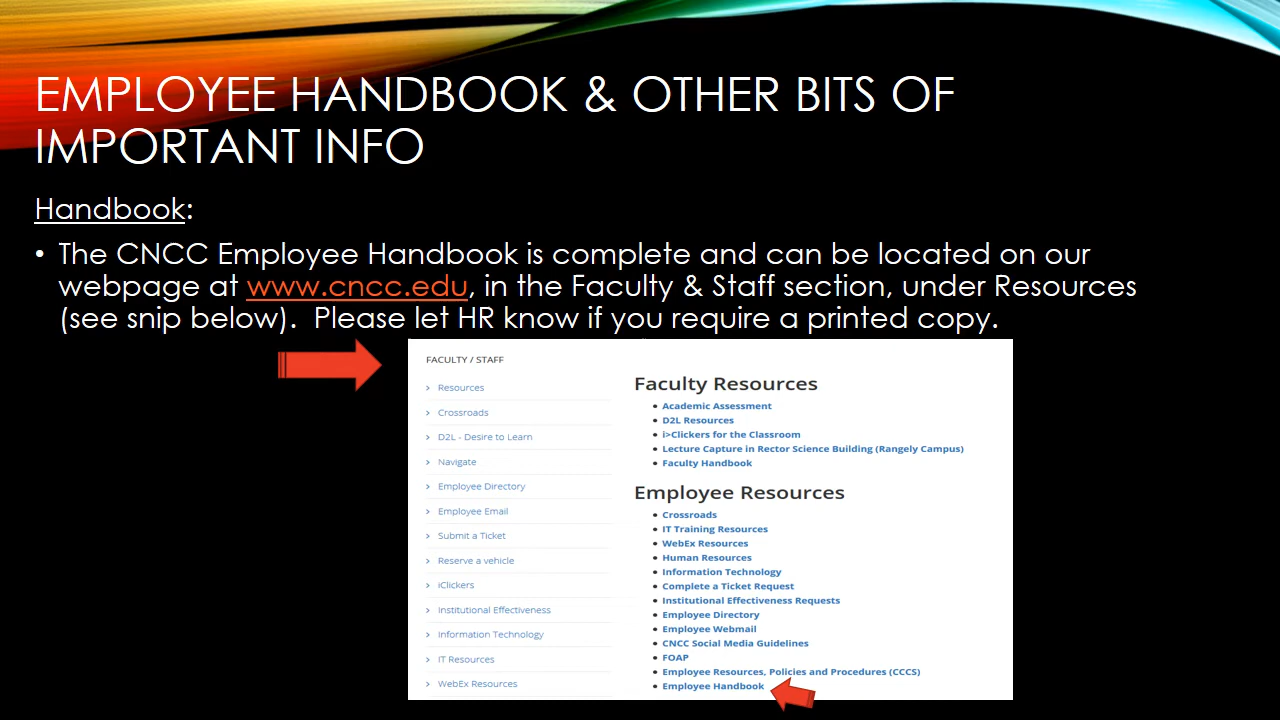 EMPLOYEE HANDBOOK & OTHER BITS OF
IMPORTANT INFO
Handbook:
• The CNCC Employee Handbook is complete and can be located on our
webpage at www.cncc.edu, in the Faculty & Staff section, under Resources
(see snip below).  Please let HR know if you require a printed copy.
FACULTY / STAFF
> Resources
> Crossroads
> D2L - Desire to Learn
> Navigate
> Employee Directory
> Employee Email
> Submit a Ticket
> Reserve a vehicle
> iClickers
> Institutional Effectiveness
> Information Technology
> IT Resources
> WebEx Resources
Faculty Resources
• Academic Assessment
• D2L Resources
• i>Clickers for the Classroom
• Lecture Capture in Rector Science Building (Rangely Campus)
• Faculty Handbook
Employee Resources
• Crossroads
• IT Training Resources
• WebEx Resources
• Human Resources
• Information Technology
• Complete a Ticket Request
• Institutional Effectiveness Requests
• Employee Directory
• Employee Webmail
• CNCC Social Media Guidelines
• FOAP
• Employee Resources, Policies and Procedures (CCCS)
• Employee Handbook